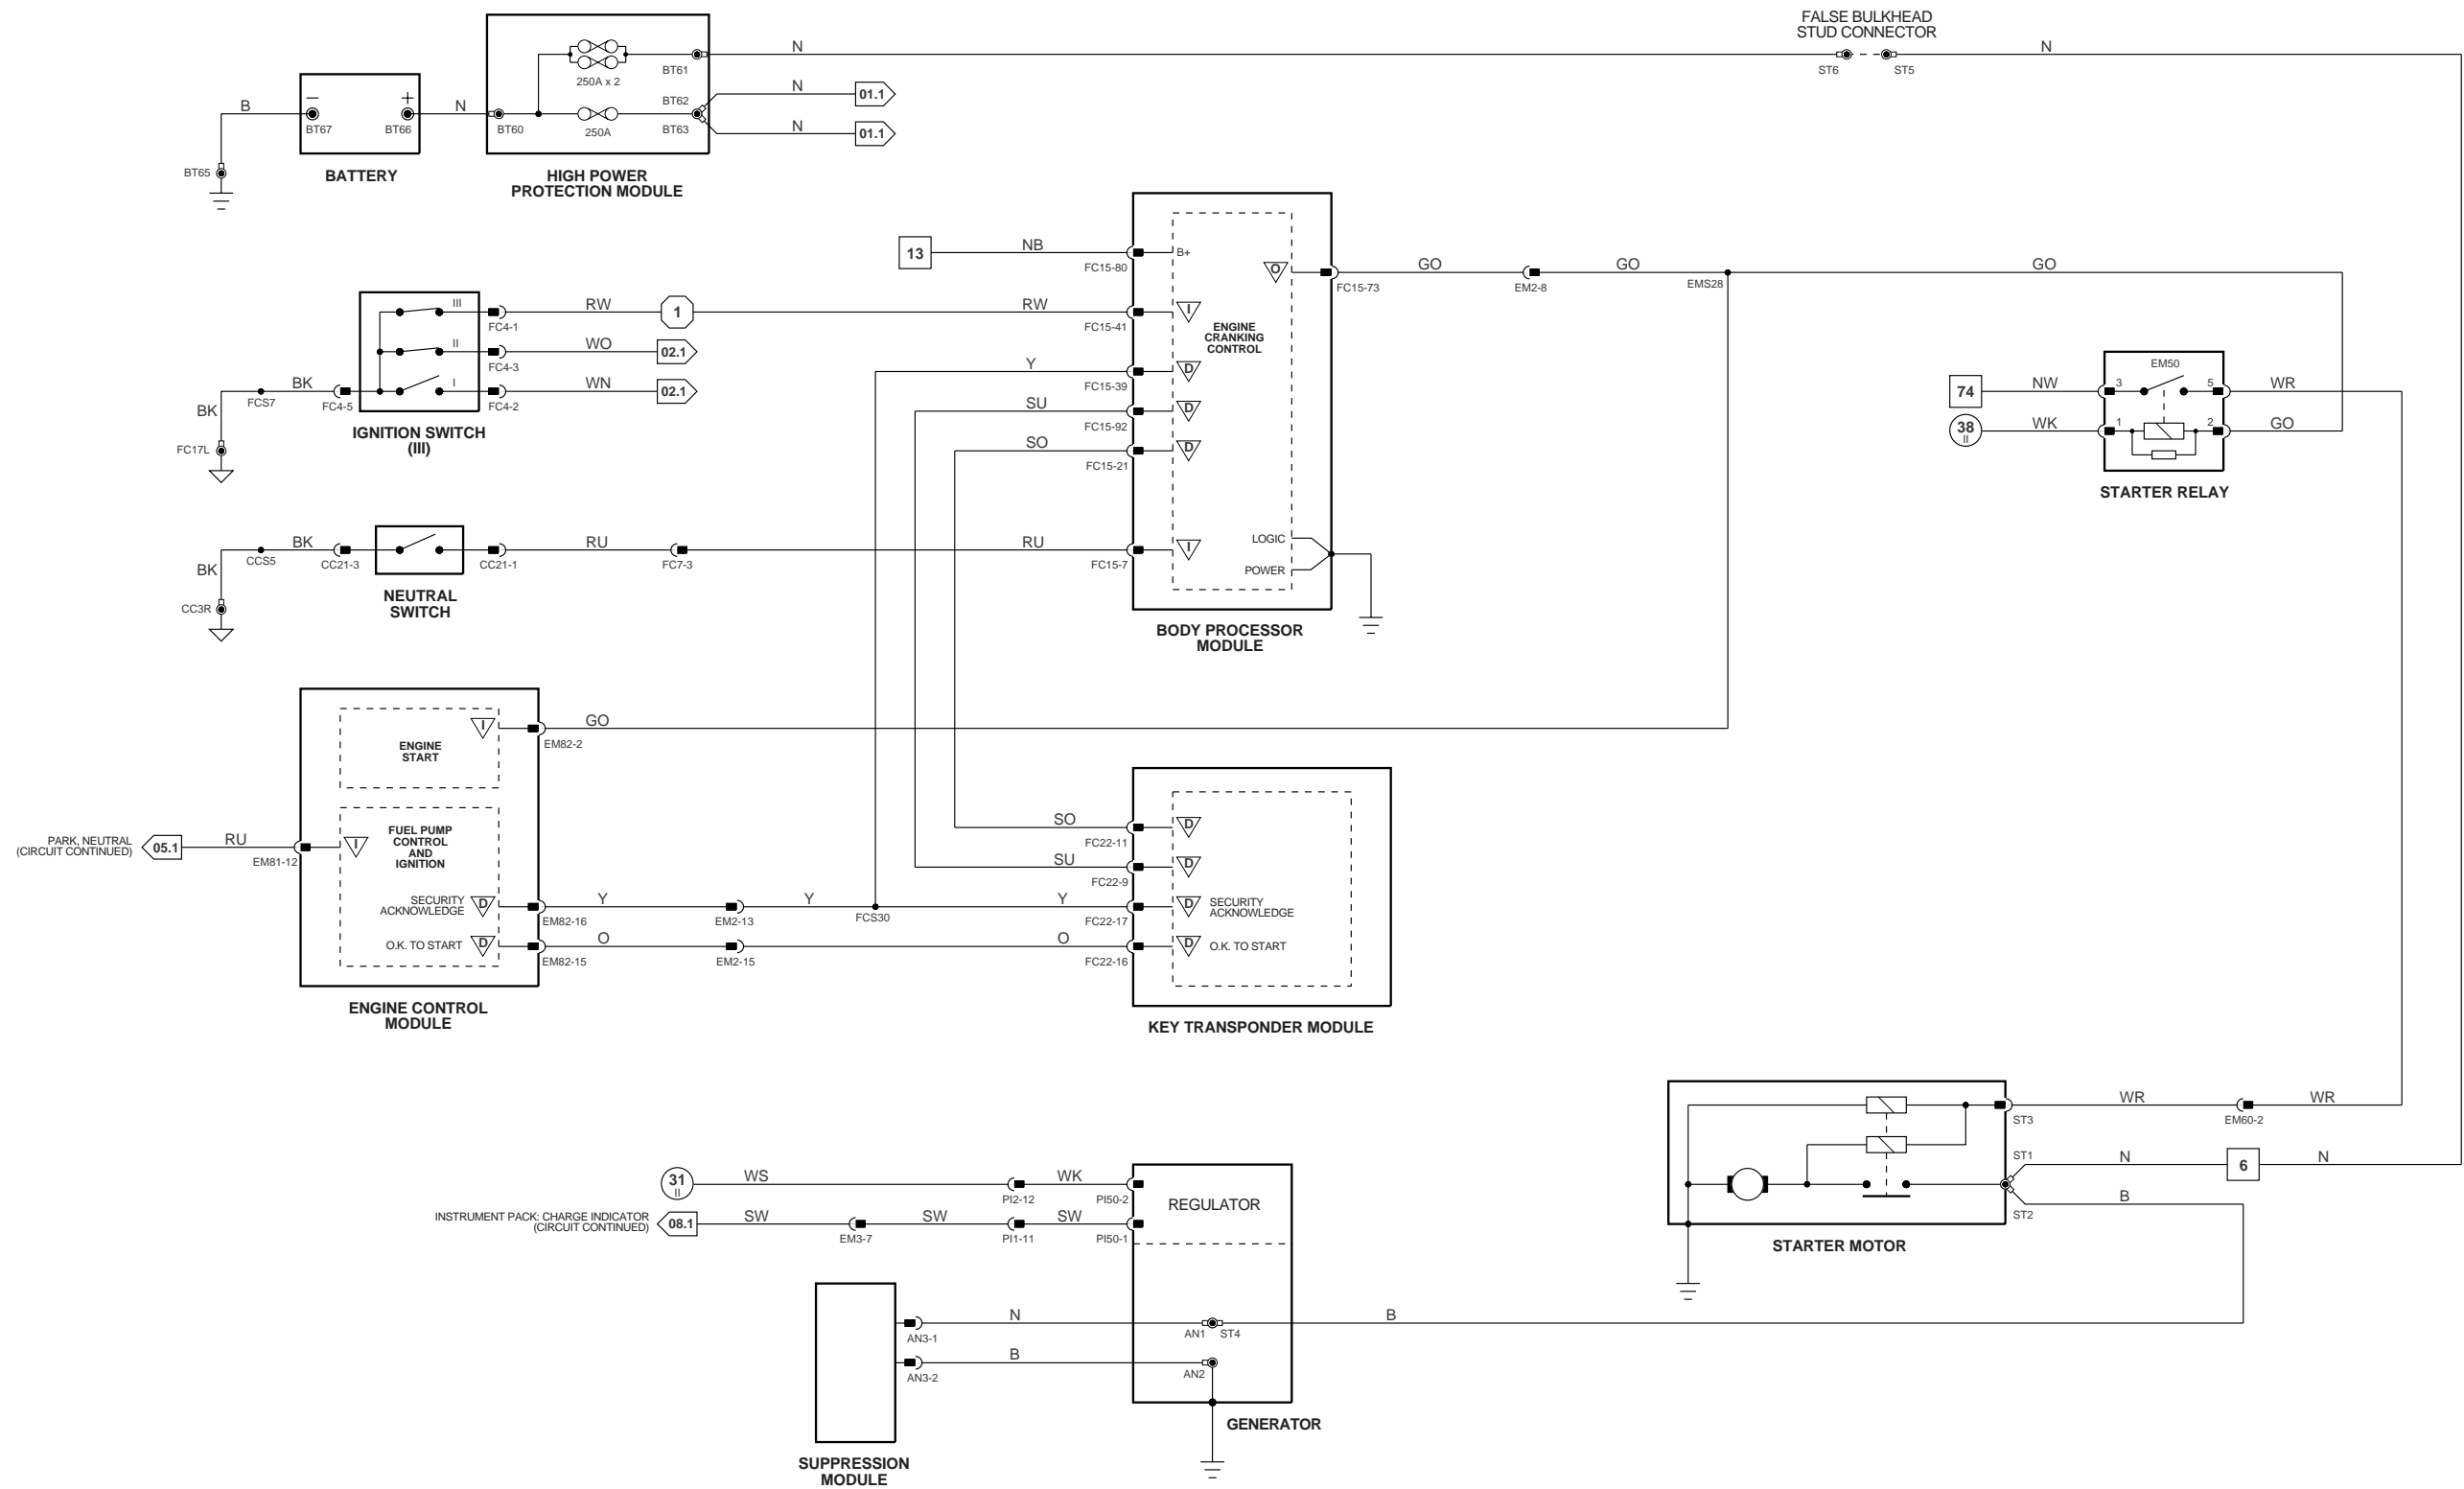 FALSE BULKHEAD
STUD CONNECTOR
N
N
ST6
ST5
BT61
250A x 2
N
01.1
BT62
B
−
+
N
BT67
BT66
BT60
250A
BT63
N
01.1
BT65
BATTERY
HIGH POWER
PROTECTION MODULE
13
NB
FC15-80
B+
O
FC15-73
GO
EM2-8
GO
EMS28
GO
III
FC4-1
RW
1
RW
FC15-41
I
ENGINE
CRANKING
CONTROL
II
FC4-3
WO
02.1
Y
FC15-39
D
BK
FCS7
FC4-5
I
FC4-2
WN
02.1
BK
SU
FC15-92
D
IGNITION SWITCH
(III)
FC17L
SO
FC15-21
D
EM50
74
NW
3
5
WR
38
II
WK
1
2
GO
STARTER RELAY
BK
CCS5
CC21-3
CC21-1
RU
FC7-3
RU
FC15-7
I
LOGIC
POWER
BK
CC3R
NEUTRAL
SWITCH
BODY PROCESSOR
MODULE
ENGINE
START
I
GO
EM82-2
PARK, NEUTRAL
(CIRCUIT CONTINUED)
05.1
RU
EM81-12
I
FUEL PUMP
CONTROL
AND
IGNITION
SO
FC22-11
D
SU
FC22-9
D
SECURITY
ACKNOWLEDGE
D
EM82-16
Y
EM2-13
Y
FCS30
Y
FC22-17
D
SECURITY
ACKNOWLEDGE
O.K. TO START
D
EM82-15
O
EM2-15
O
FC22-16
D
O.K. TO START
ENGINE CONTROL
MODULE
KEY TRANSPONDER MODULE
ST3
WR
EM60-2
WR
ST1
N
6
N
B
ST2
STARTER MOTOR
31
II
WS
PI2-12
WK
PI50-2
REGULATOR
INSTRUMENT PACK: CHARGE INDICATOR
(CIRCUIT CONTINUED)
08.1
SW
EM3-7
SW
PI1-11
SW
PI50-1
AN3-1
N
AN1
ST4
B
AN3-2
B
AN2
GENERATOR
SUPPRESSION
MODULE